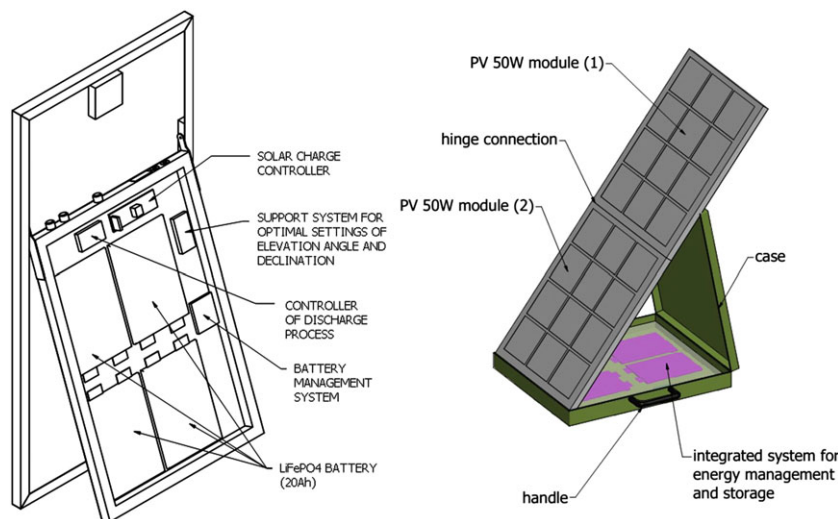 SOLAR CHARGE
CONTROLLER
SUPPORT SYSTEM FOR
OPTIMAL SETTINGS OF
ELEVATION ANGLE AND
DECLINATION
CONTROLLER
OF DISCHARGE
PROCESS
BATTERY
MANAGEMENT
SYSTEM
LiFePO4 BATTERY
(20Ah)
PV 50W module (1)
hinge connection
PV 50W module (2)
case
integrated system for
energy management
and storage
handle